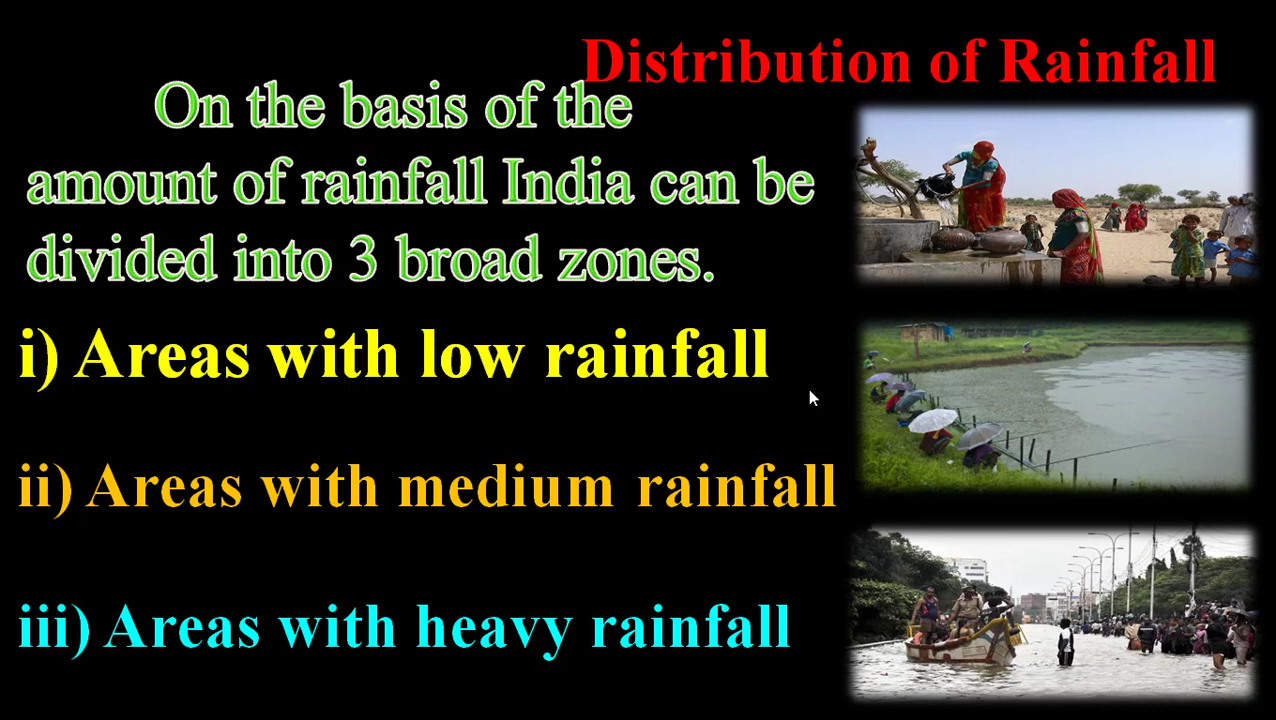 Distribution of Rainfall
On the basis of the
amount of rainfall India can be
divided into 3 broad zones.
i) Areas with low rainfall
ii) Areas with medium rainfall
iii) Areas with heavy rainfall